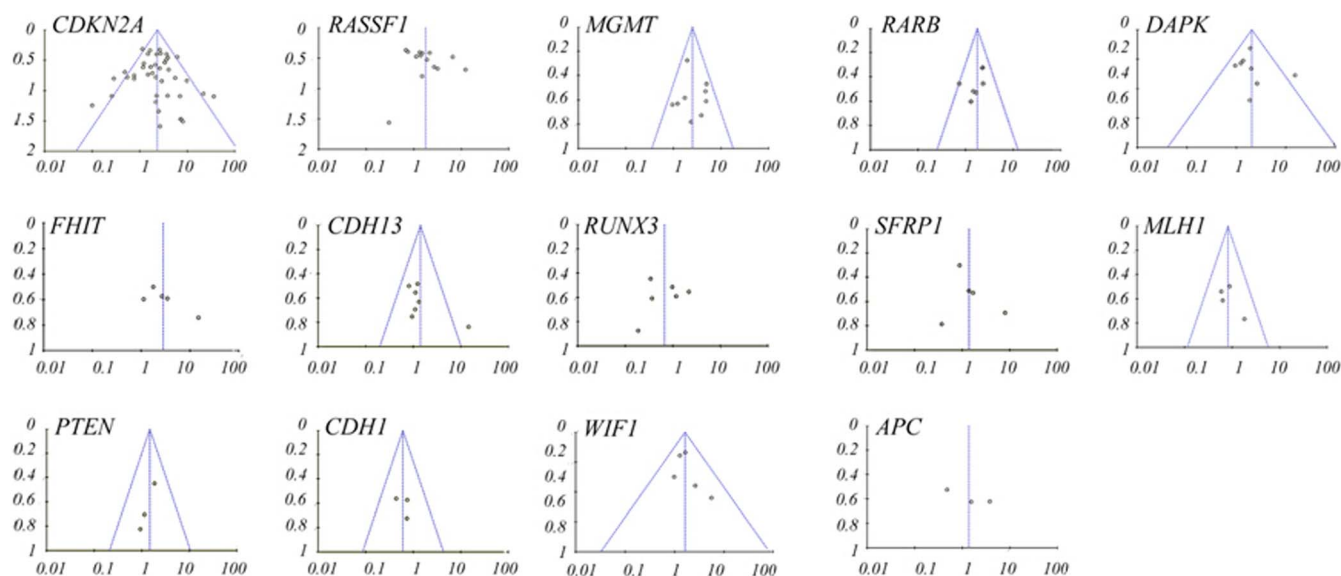 CDKN2A RASSF1 MGMT RARB DAPK
0 0 0 0 0
0.5 0.5 0.2 0.2 0.2
1 1 0.4 0.4 0.4
1.5 1.5 0.6 0.6 0.6
2 2 0.8 0.8 0.8
1 1 1
0.01 0.1 1 10 100 0.01 0.1 1 10 100 0.01 0.1 1 10 100 0.01 0.1 1 10 100 0.01 0.1 1 10 100
FHIT CDH13 RUNX3 SFRP1 MLH1
0 0 0 0 0
0.2 0.2 0.2 0.2 0.2
0.4 0.4 0.4 0.4 0.4
0.6 0.6 0.6 0.6 0.6
0.8 0.8 0.8 0.8 0.8
1 1 1 1 1
0.01 0.1 1 10 100 0.01 0.1 1 10 100 0.01 0.1 1 10 100 0.01 0.1 1 10 100 0.01 0.1 1 10 100
PTEN CDH1 WIF1 APC
0 0 0 0
0.2 0.2 0.2 0.2
0.4 0.4 0.4 0.4
0.6 0.6 0.6 0.6
0.8 0.8 0.8 0.8
1 1 1 1
0.01 0.1 1 10 100 0.01 0.1 1 10 100 0.01 0.1 1 10 100 0.01 0.1 1 10 100